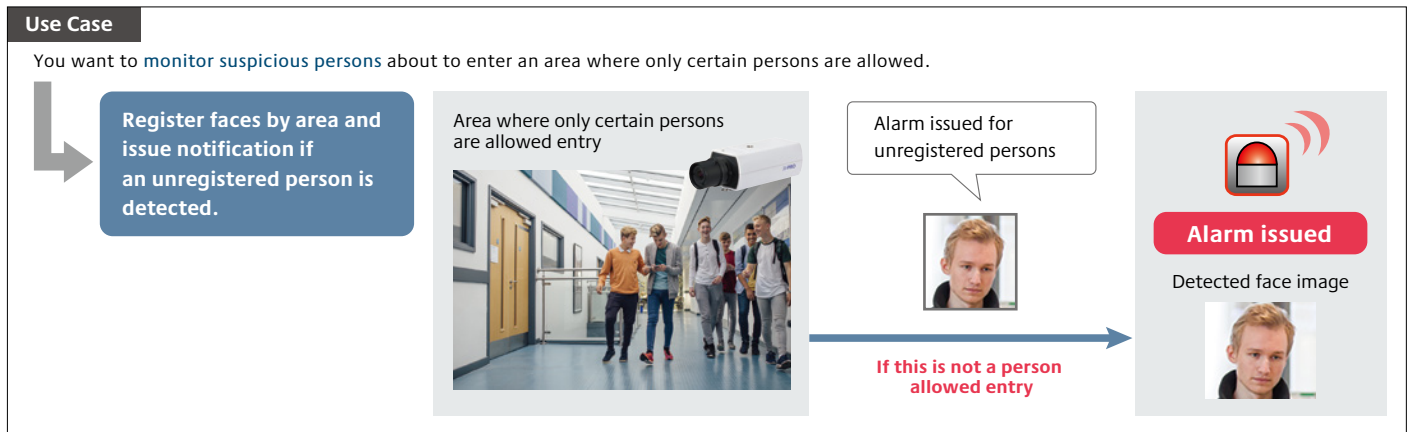 Use Case
You want to monitor suspicious persons about to enter an area where only certain persons are allowed.
Register faces by area and
issue notification if
an unregistered person is
detected.
Area where only certain persons
are allowed entry
Alarm issued for
unregistered persons
If this is not a person
allowed entry
Alarm issued
Detected face image